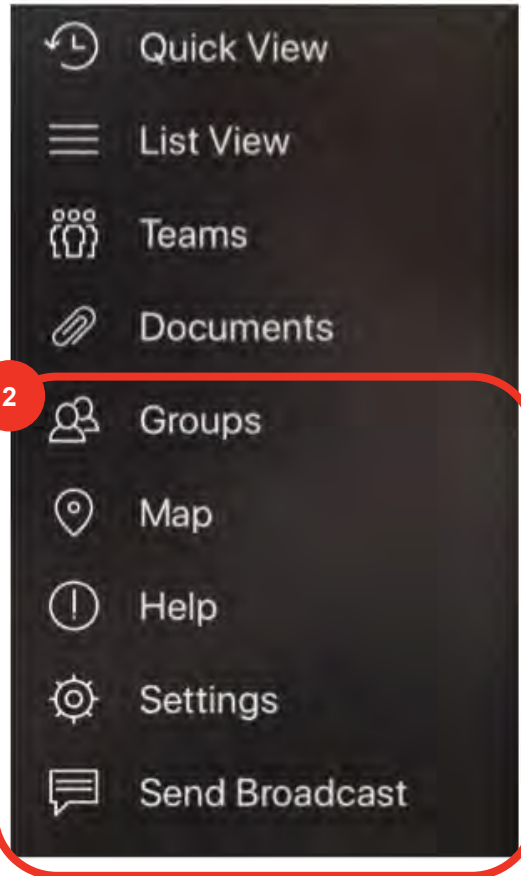 Quick View
List View
Teams
Documents
2
Groups
Map
Help
Settings
Send Broadcast